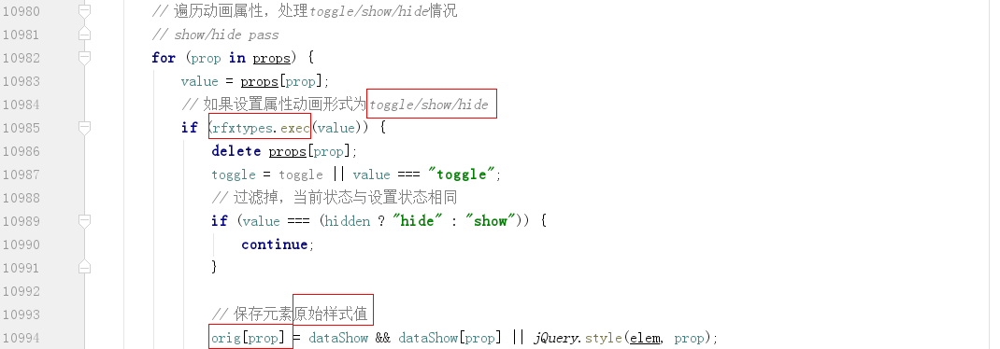 10980 // 遍历动画属性，处理toggle/show/hide情况
10981 // show/hide pass
10982 for (prop in props) {
10983 value = props[prop];
10984 // 如果设置属性动画形式为toggle/show/hide
10985 if (rfxtypes.exec(value)) {
10986 delete props[prop];
10987 toggle = toggle || value === "toggle";
10988 // 过滤掉，当前状态与设置状态相同
10989 if (value === (hidden ? "hide" : "show")) {
10990 continue;
10991 }
10992
10993 // 保存元素原始样式值
10994 orig[prop] = dataShow && dataShow[prop] || jQuery.style(elem, prop);